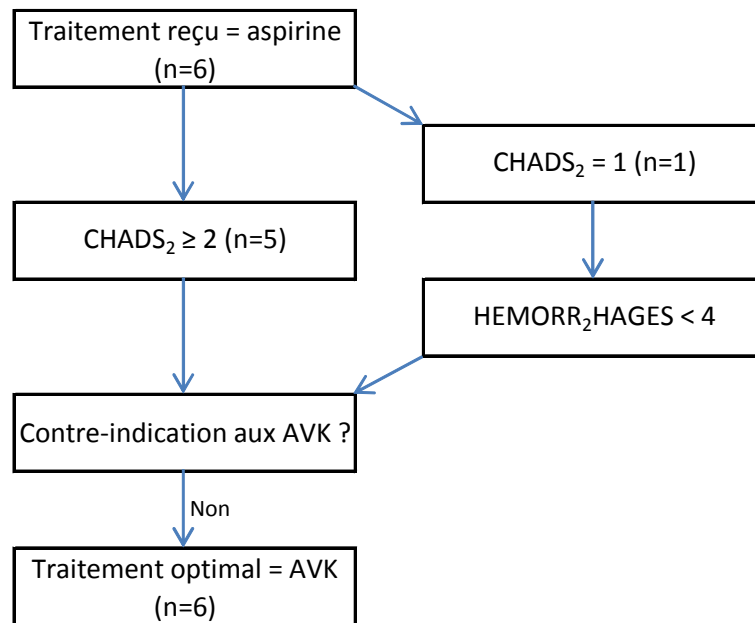 Traitement reçu = aspirine
(n=6)
CHADS₂ = 1 (n=1)
CHADS₂ ≥ 2 (n=5)
HEMORR₂HAGES < 4
Contre-indication aux AVK ?
Non
Traitement optimal = AVK
(n=6)